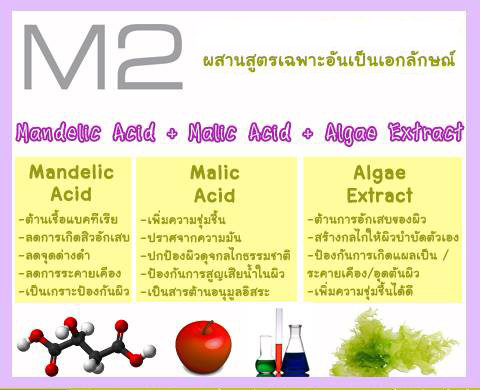 M2
ผสานสูตรเฉพาะอันเป็นเอกลักษณ์
Mandelic Acid + Malic Acid + Algae Extract
Mandelic
Acid
-ต้านเชื้อแบคทีเรีย
-ลดการเกิดสิวอักเสบ
-ลดจุดด่างดำ
-ลดการระคายเคือง
-เป็นเกราะป้องกันผิว
Malic
Acid
-เพิ่มความชุ่มชื้น
-ปราศจากความมัน
-ปกป้องผิวดุจกลไกธรรมชาติ
-ป้องกันการสูญเสียน้ำในผิว
-เป็นสารต้านอนุมูลอิสระ
Algae
Extract
-ต้านการอักเสบของผิว
-สร้างกลไกให้ผิวบำบัดตัวเอง
-ป้องกันการเกิดแผลเป็น /
ระคายเคือง/อุดตันผิว
-เพิ่มความชุ่มชื้นได้ดี